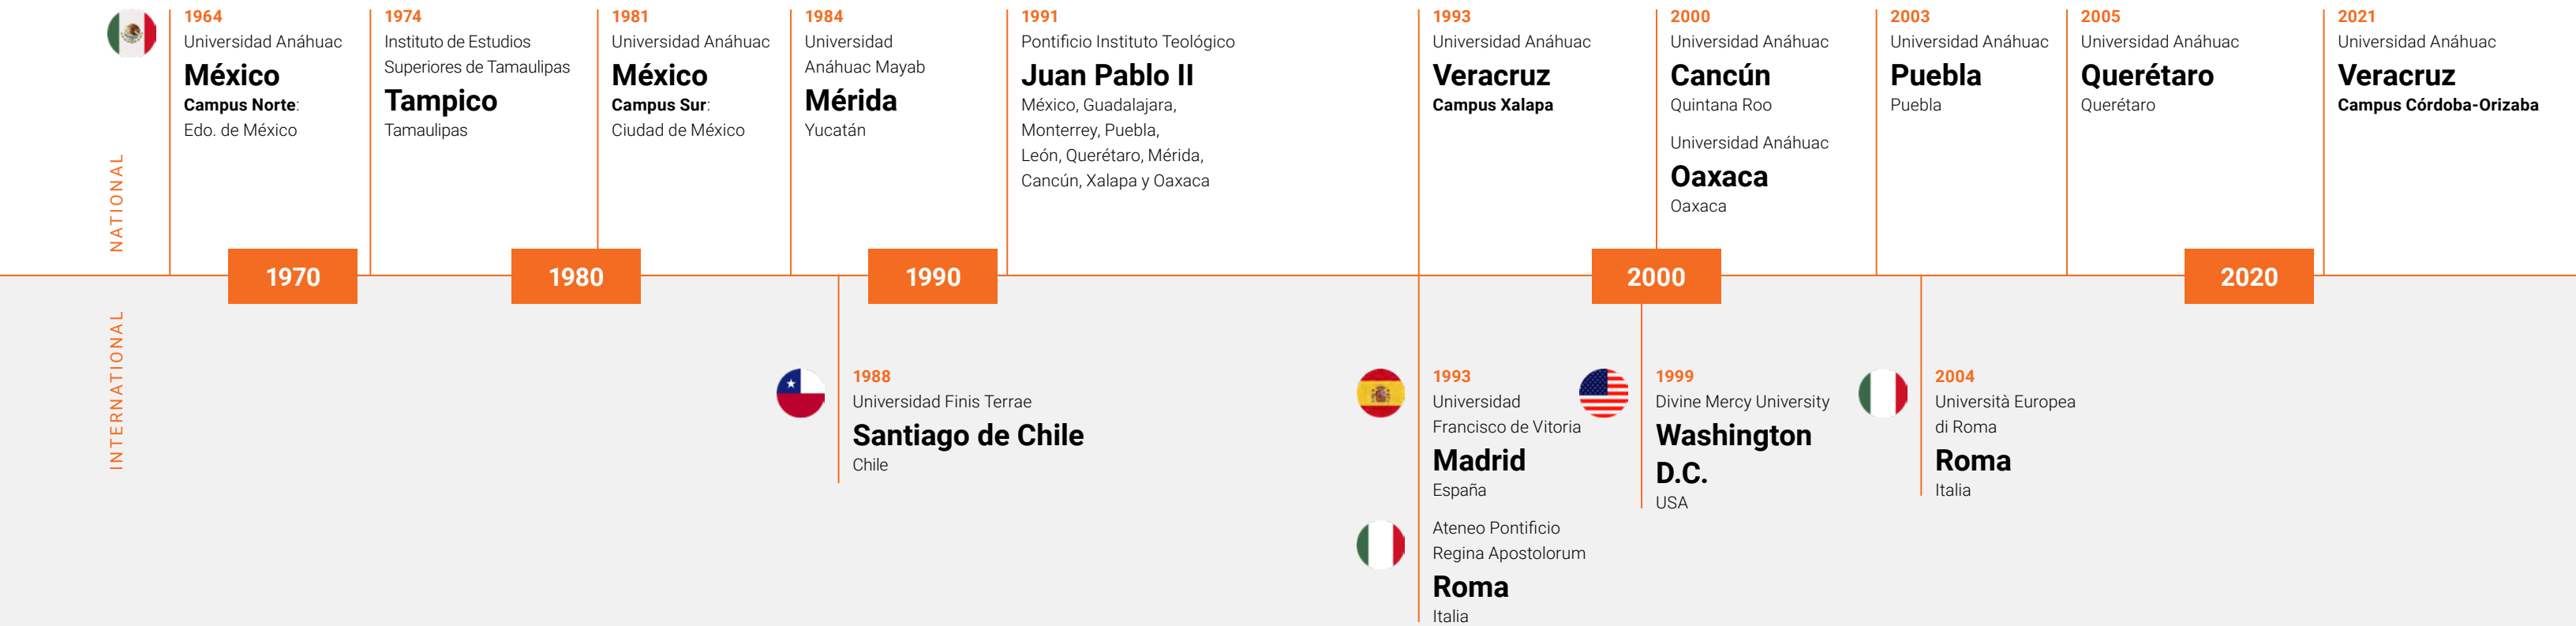 1964
Universidad Anáhuac
México
Campus Norte:
Edo. de México
1974
Instituto de Estudios
Superiores de Tamaulipas
Tampico
Tamaulipas
1981
Universidad Anáhuac
México
Campus Sur:
Ciudad de México
1984
Universidad
Anáhuac Mayab
Mérida
Yucatán
1991
Pontificio Instituto Teológico
Juan Pablo II
México, Guadalajara,
Monterrey, Puebla,
León, Querétaro, Mérida,
Cancún, Xalapa y Oaxaca
1993
Universidad Anáhuac
Veracruz
Campus Xalapa
2000
Universidad Anáhuac
Cancún
Quintana Roo
Universidad Anáhuac
Oaxaca
Oaxaca
2003
Universidad Anáhuac
Puebla
Puebla
2005
Universidad Anáhuac
Querétaro
Querétaro
2021
Universidad Anáhuac
Veracruz
Campus Córdoba-Orizaba
NATIONAL
1970
1980
1990
2000
2020
INTERNATIONAL
1988
Universidad Finis Terrae
Santiago de Chile
Chile
1993
Universidad
Francisco de Vitoria
Madrid
España
Ateneo Pontificio
Regina Apostolorum
Roma
Italia
1999
Divine Mercy University
Washington
D.C.
USA
2004
Università Europea
di Roma
Roma
Italia